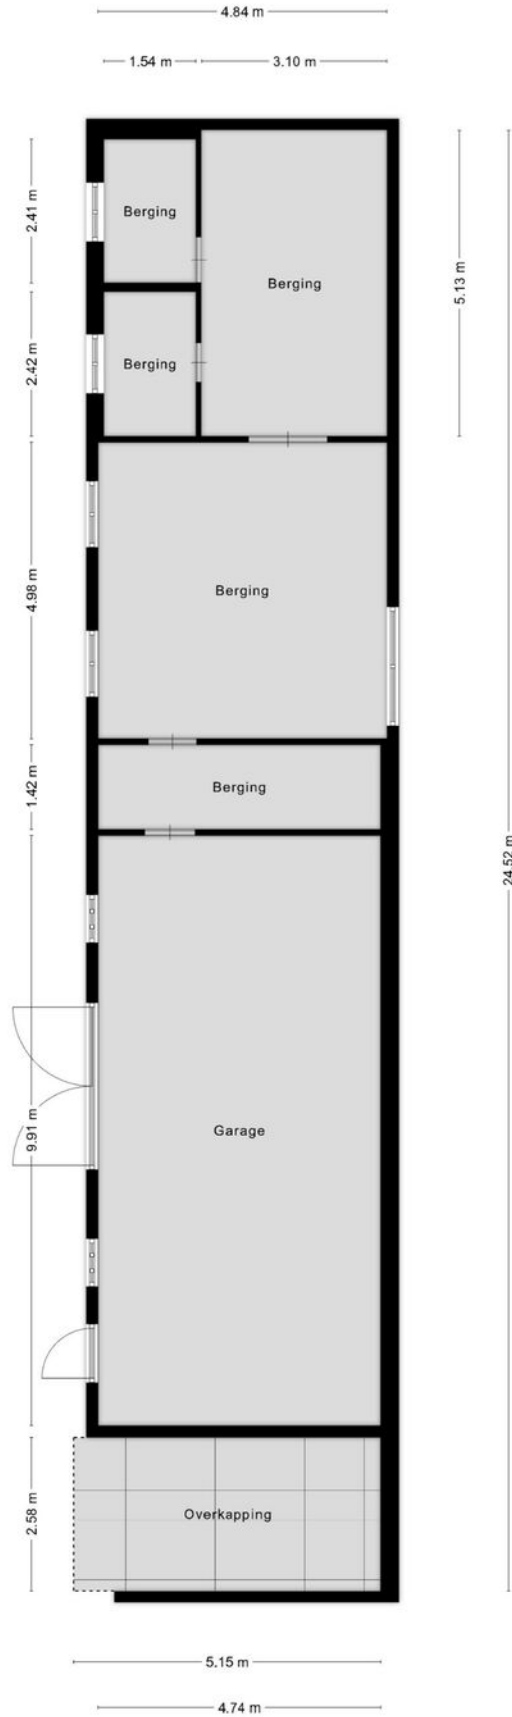 4.84 m
1.54 m
3.10 m
2.41 m
Berging
Berging
5.13 m
2.42 m
Berging
4.98 m
Berging
1.42 m
Berging
24.52 m
9.91 m
Garage
2.58 m
Overkapping
5.15 m
4.74 m